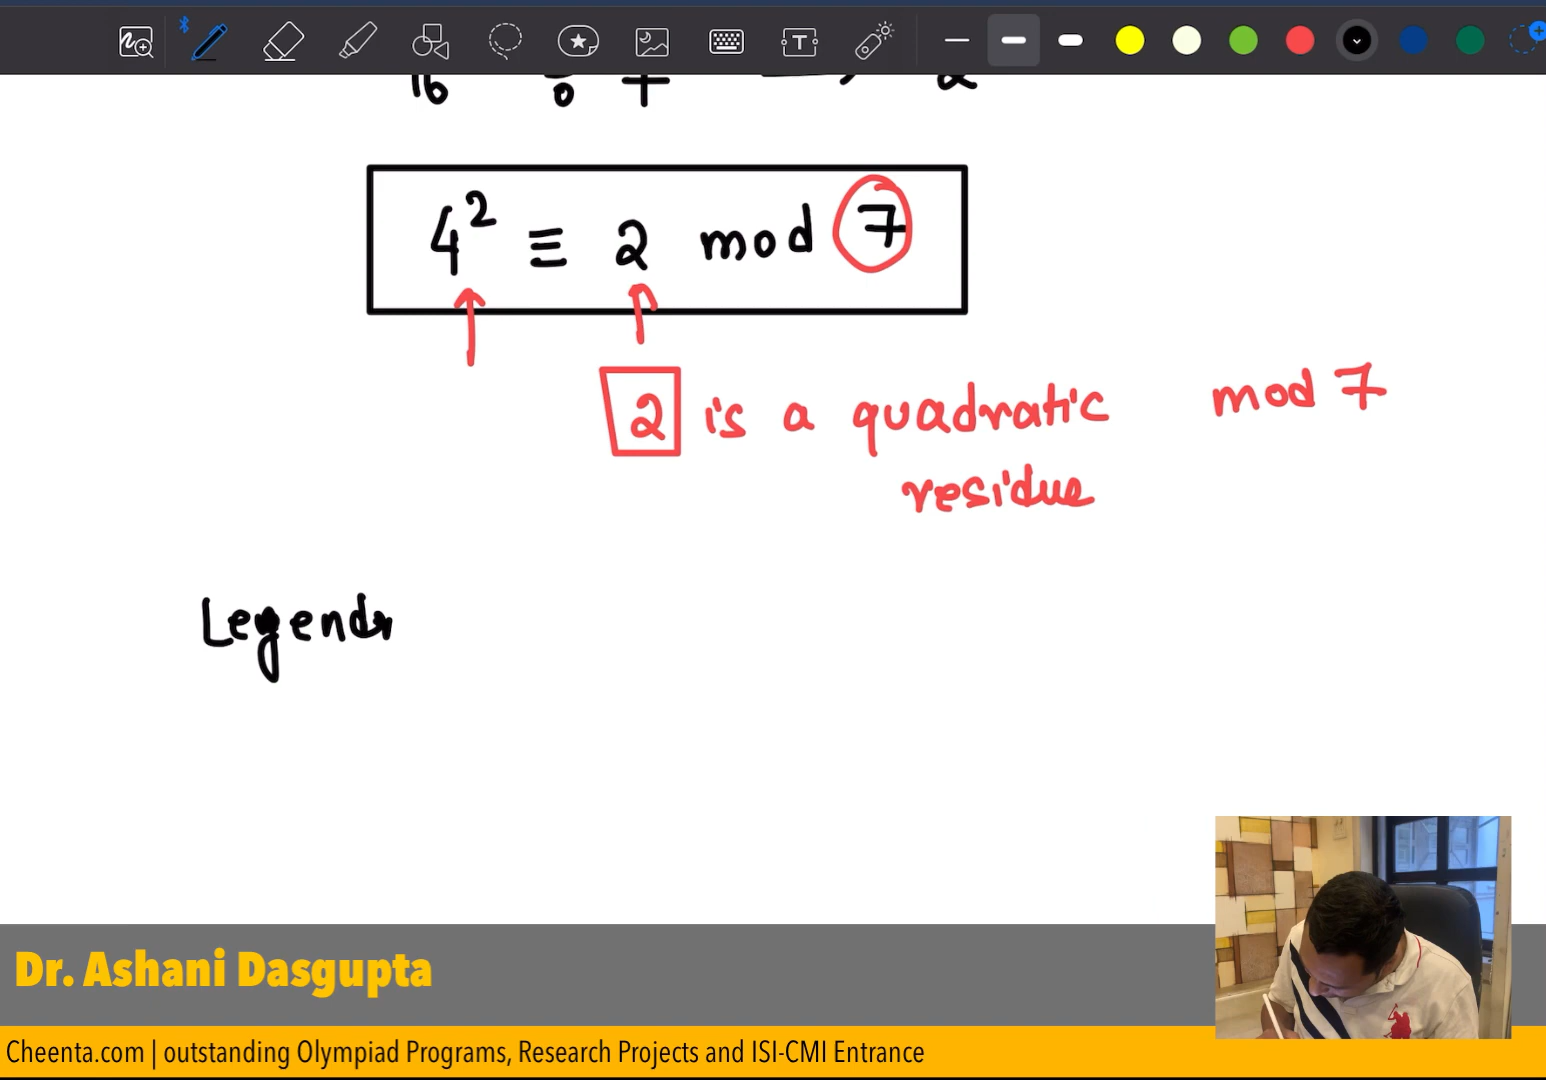 4² ≡ 2 mod 7
2 is a quadratic mod 7
residue
Legendr
Dr. Ashani Dasgupta
Cheenta.com | outstanding Olympiad Programs, Research Projects and ISI-CMI Entrance